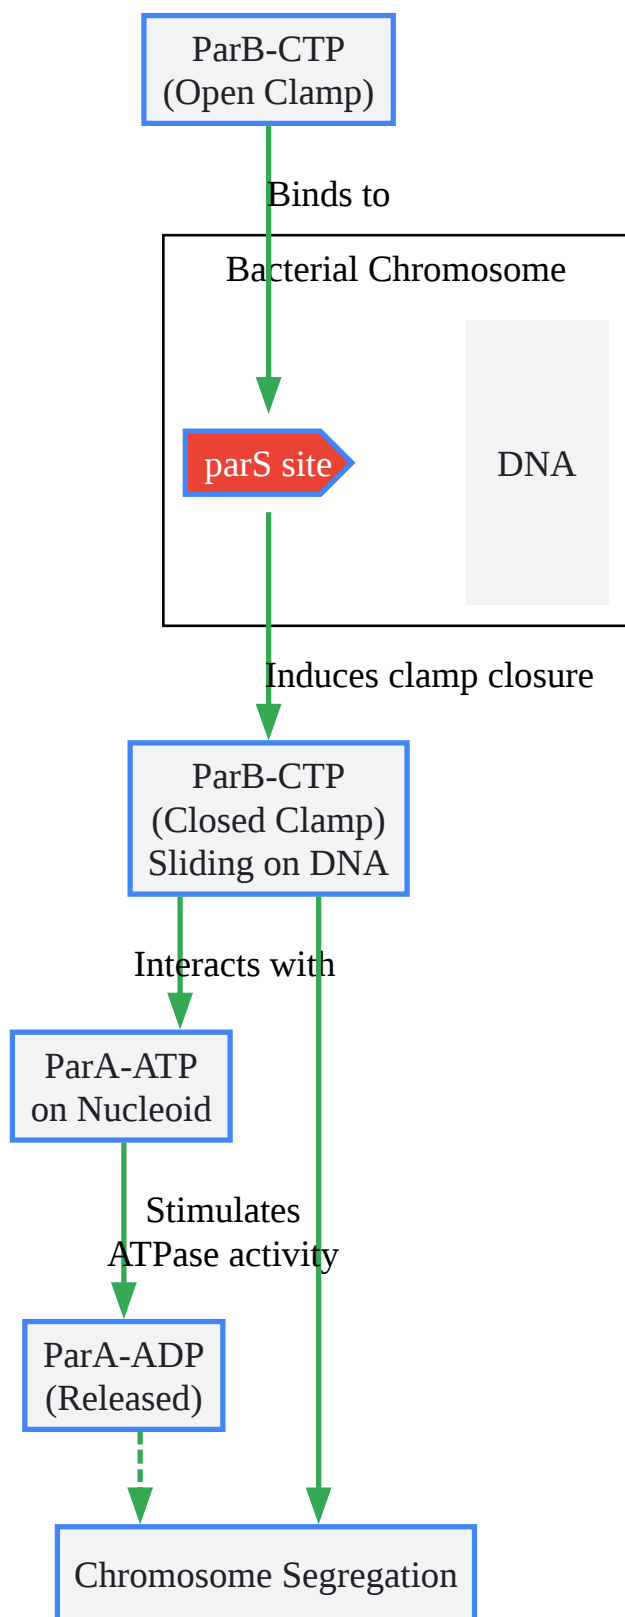 ParB-CTP
(Open Clamp)
Binds to
Bacterial Chromosome
parS site
DNA
Induces clamp closure
ParB-CTP
(Closed Clamp)
Sliding on DNA
Interacts with
ParA-ATP
on Nucleoid
Stimulates
ATPase activity
ParA-ADP
(Released)
Chromosome Segregation